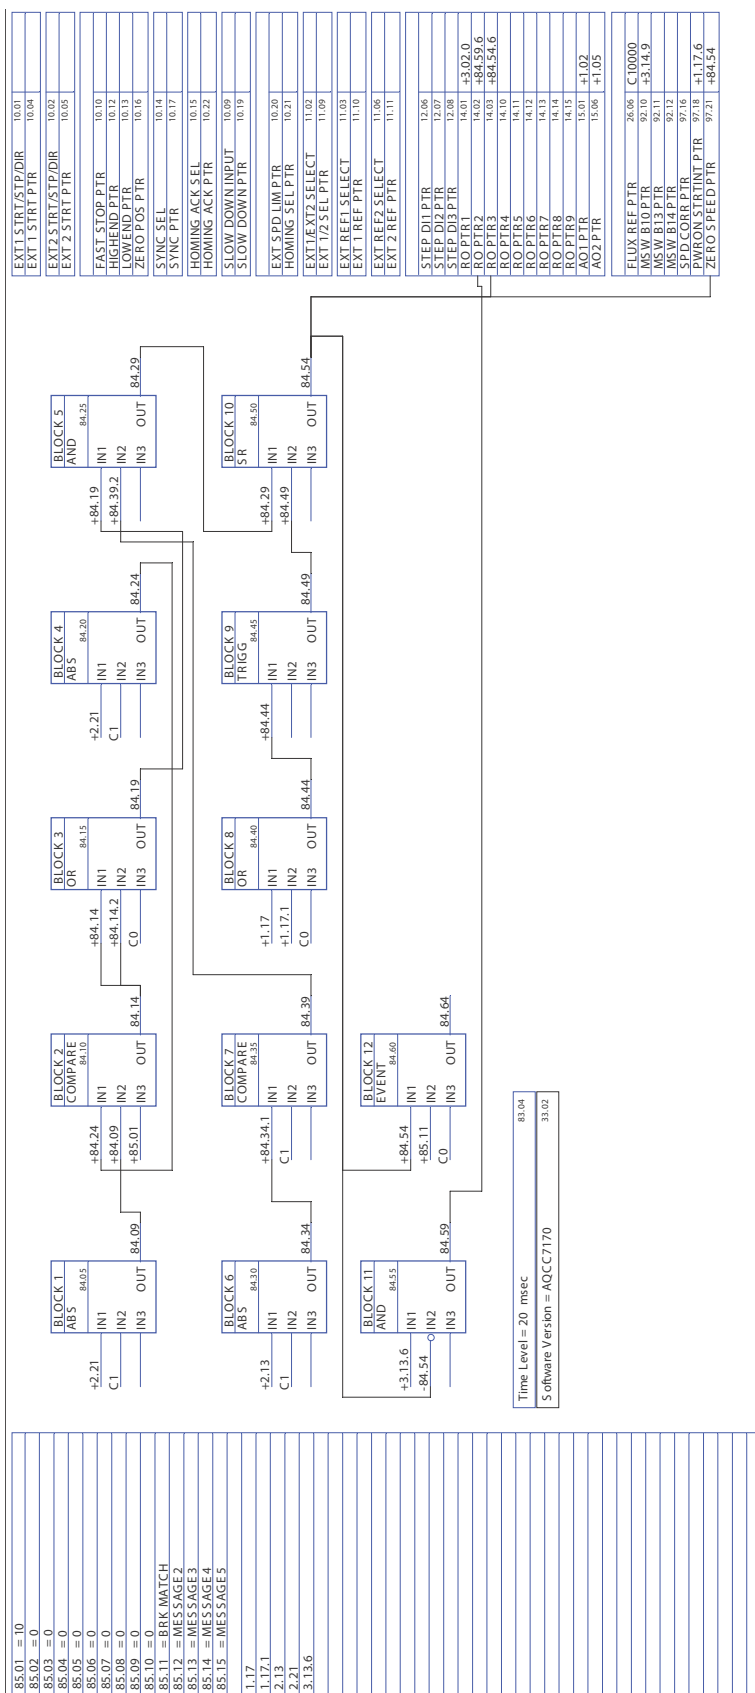 85.01 = 10
85.02 = 0
85.03 = 0
85.04 = 0
85.05 = 0
85.06 = 0
85.07 = 0
85.08 = 0
85.09 = 0
85.10 = 0
85.11 = BRK MATCH
85.12 = MESSAGE2
85.13 = MESSAGE3
85.14 = MESSAGE4
85.15 = MESSAGE5
1.17
1.17.1
2.13
2.21
3.13.6
BLOCK 1
ABS 84.05
+2.21 IN1
C1 IN2
IN3 OUT 84.09
BLOCK 2
COMPARE 84.10
+84.24 IN1
+84.09 IN2
+85.01 IN3 OUT 84.14
BLOCK 3
OR 84.15
+84.14 IN1
+84.14.2 IN2
C0 IN3 OUT 84.19
BLOCK 4
ABS 84.20
+2.21 IN1
C1 IN2
IN3 OUT 84.24
BLOCK 5
AND 84.25
+84.19 IN1
+84.39.2 IN2
IN3 OUT 84.29
BLOCK 6
ABS 84.30
+2.13 IN1
C1 IN2
IN3 OUT 84.34
BLOCK 7
COMPARE 84.35
+84.34.1 IN1
C1 IN2
IN3 OUT 84.39
BLOCK 8
OR 84.40
+1.17 IN1
+1.17.1 IN2
C0 IN3 OUT 84.44
BLOCK 9
TRIGG 84.45
+84.44 IN1
IN2
IN3 OUT 84.49
BLOCK 10
SR 84.50
+84.29 IN1
+84.49 IN2
IN3 OUT 84.54
BLOCK 11
AND 84.55
+3.13.6 IN1
-84.54 IN2
IN3 OUT 84.59
BLOCK 12
EVENT 84.60
+84.54 IN1
+85.11 IN2
C0 IN3 OUT 84.64
Time Level = 20 msec 83.04
Software Version = AQCC7170 33.02
EXT1 STRT/STP/DIR 10.01
EXT 1 STRT PTR 10.04
EXT2 STRT/STP/DIR 10.02
EXT 2 STRT PTR 10.05
FAST STOP PTR 10.10
HIGHEND PTR 10.12
LOWEND PTR 10.13
ZERO POS PTR 10.16
SYNC SEL 10.14
SYNC PTR 10.17
HOMING ACK SEL 10.15
HOMING ACK PTR 10.22
SLOW DOWN INPUT 10.09
SLOW DOWN PTR 10.19
EXT SPD LIM PTR 10.20
HOMING SEL PTR 10.21
EXT1/EXT2 SELECT 11.02
EXT 1/2 SEL PTR 11.09
EXT REF1 SELECT 11.03
EXT 1 REF PTR 11.10
EXT REF2 SELECT 11.06
EXT 2 REF PTR 11.11
STEP DI1 PTR 12.06
STEP DI2 PTR 12.07
STEP DI3 PTR 12.08
RO PTR1 14.01 +3.02.0
RO PTR2 14.02 +84.59.6
RO PTR3 14.03 +84.54.6
RO PTR4 14.10
RO PTR5 14.11
RO PTR6 14.12
RO PTR7 14.13
RO PTR8 14.14
RO PTR9 14.15
AO1 PTR 15.01 +1.02
AO2 PTR 15.06 +1.05
FLUX REF PTR 26.06 C10000
MSW B10 PTR 92.10 +3.14.9
MSW B13 PTR 92.11
MSW B14 PTR 92.12
SPD CORR PTR 97.16
PWRON STRTINT PTR 97.18 +1.17.6
ZERO SPEED PTR 97.21 +84.54